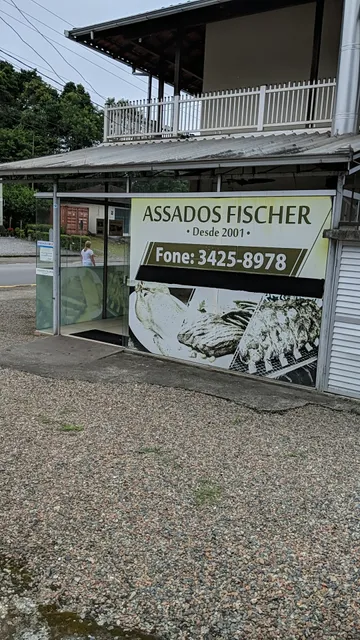 ASSADOS FISCHER
• Desde 2001 •
Fone: 3425-8978